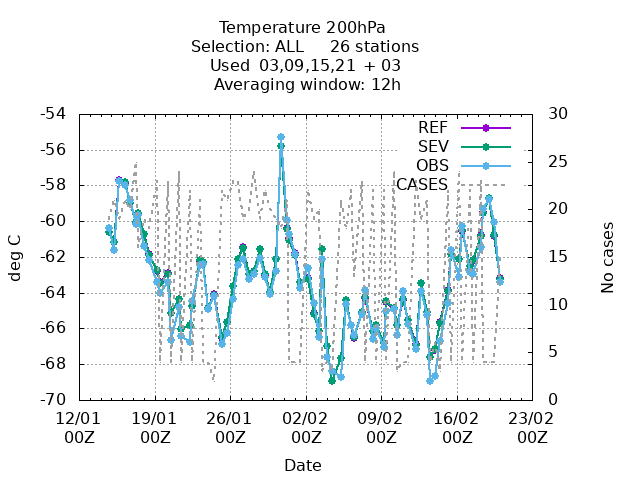 Temperature 200hPa
Selection: ALL 26 stations
Used 03,09,15,21 + 03
Averaging window: 12h
-54
-56
-58
-60
-62
-64
-66
-68
-70
deg C
REF
SEV
OBS
CASES
30
25
20
15
10
5
0
No cases
12/01 19/01 26/01 02/02 09/02 16/02 23/02
00Z 00Z 00Z 00Z 00Z 00Z 00Z
Date